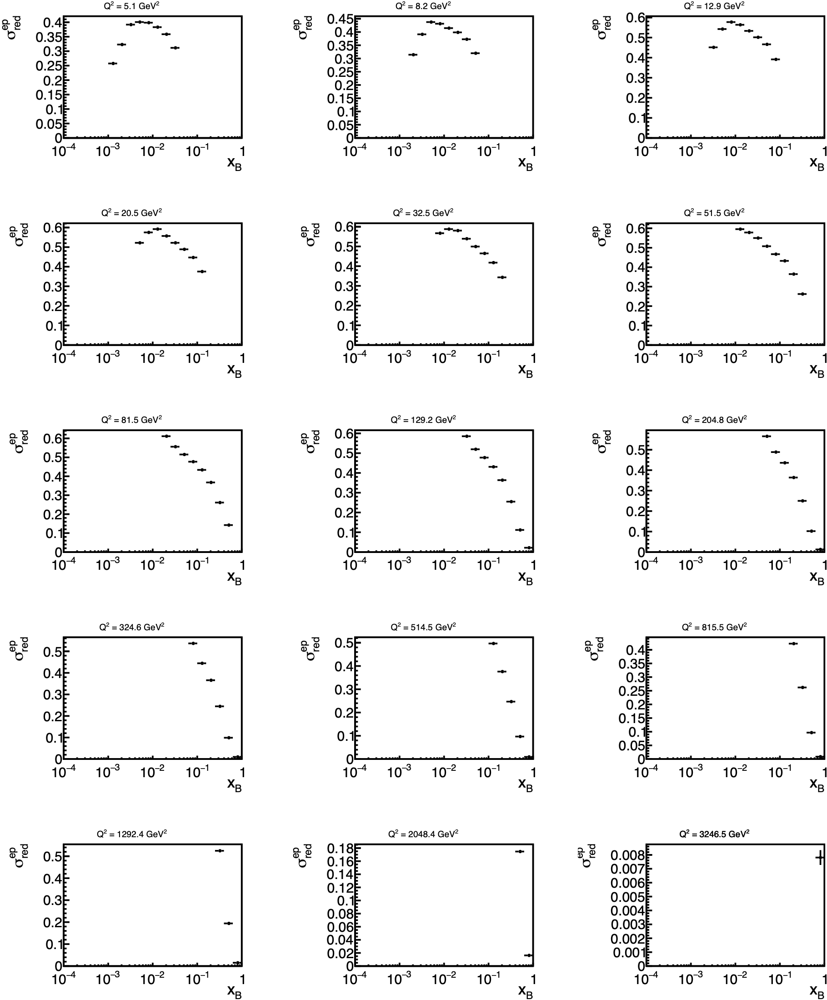 Q² = 5.1 GeV²
σ^ep_red
0.4
0.35
0.3
0.25
0.2
0.15
0.1
0.05
0
10⁻⁴ 10⁻³ 10⁻² 10⁻¹ 1
x_B
Q² = 8.2 GeV²
σ^ep_red
0.45
0.4
0.35
0.3
0.25
0.2
0.15
0.1
0.05
0
10⁻⁴ 10⁻³ 10⁻² 10⁻¹ 1
x_B
Q² = 12.9 GeV²
σ^ep_red
0.6
0.5
0.4
0.3
0.2
0.1
0
10⁻⁴ 10⁻³ 10⁻² 10⁻¹ 1
x_B
Q² = 20.5 GeV²
σ^ep_red
0.6
0.5
0.4
0.3
0.2
0.1
0
10⁻⁴ 10⁻³ 10⁻² 10⁻¹ 1
x_B
Q² = 32.5 GeV²
σ^ep_red
0.6
0.5
0.4
0.3
0.2
0.1
0
10⁻⁴ 10⁻³ 10⁻² 10⁻¹ 1
x_B
Q² = 51.5 GeV²
σ^ep_red
0.6
0.5
0.4
0.3
0.2
0.1
0
10⁻⁴ 10⁻³ 10⁻² 10⁻¹ 1
x_B
Q² = 81.5 GeV²
σ^ep_red
0.6
0.5
0.4
0.3
0.2
0.1
0
10⁻⁴ 10⁻³ 10⁻² 10⁻¹ 1
x_B
Q² = 129.2 GeV²
σ^ep_red
0.6
0.5
0.4
0.3
0.2
0.1
0
10⁻⁴ 10⁻³ 10⁻² 10⁻¹ 1
x_B
Q² = 204.8 GeV²
σ^ep_red
0.5
0.4
0.3
0.2
0.1
0
10⁻⁴ 10⁻³ 10⁻² 10⁻¹ 1
x_B
Q² = 324.6 GeV²
σ^ep_red
0.5
0.4
0.3
0.2
0.1
0
10⁻⁴ 10⁻³ 10⁻² 10⁻¹ 1
x_B
Q² = 514.5 GeV²
σ^ep_red
0.5
0.4
0.3
0.2
0.1
0
10⁻⁴ 10⁻³ 10⁻² 10⁻¹ 1
x_B
Q² = 815.5 GeV²
σ^ep_red
0.4
0.35
0.3
0.25
0.2
0.15
0.1
0.05
0
10⁻⁴ 10⁻³ 10⁻² 10⁻¹ 1
x_B
Q² = 1292.4 GeV²
σ^ep_red
0.5
0.4
0.3
0.2
0.1
0
10⁻⁴ 10⁻³ 10⁻² 10⁻¹ 1
x_B
Q² = 2048.4 GeV²
σ^ep_red
0.18
0.16
0.14
0.12
0.1
0.08
0.06
0.04
0.02
0
10⁻⁴ 10⁻³ 10⁻² 10⁻¹ 1
x_B
Q² = 3246.5 GeV²
σ^ep_red
0.008
0.007
0.006
0.005
0.004
0.003
0.002
0.001
0
10⁻⁴ 10⁻³ 10⁻² 10⁻¹ 1
x_B